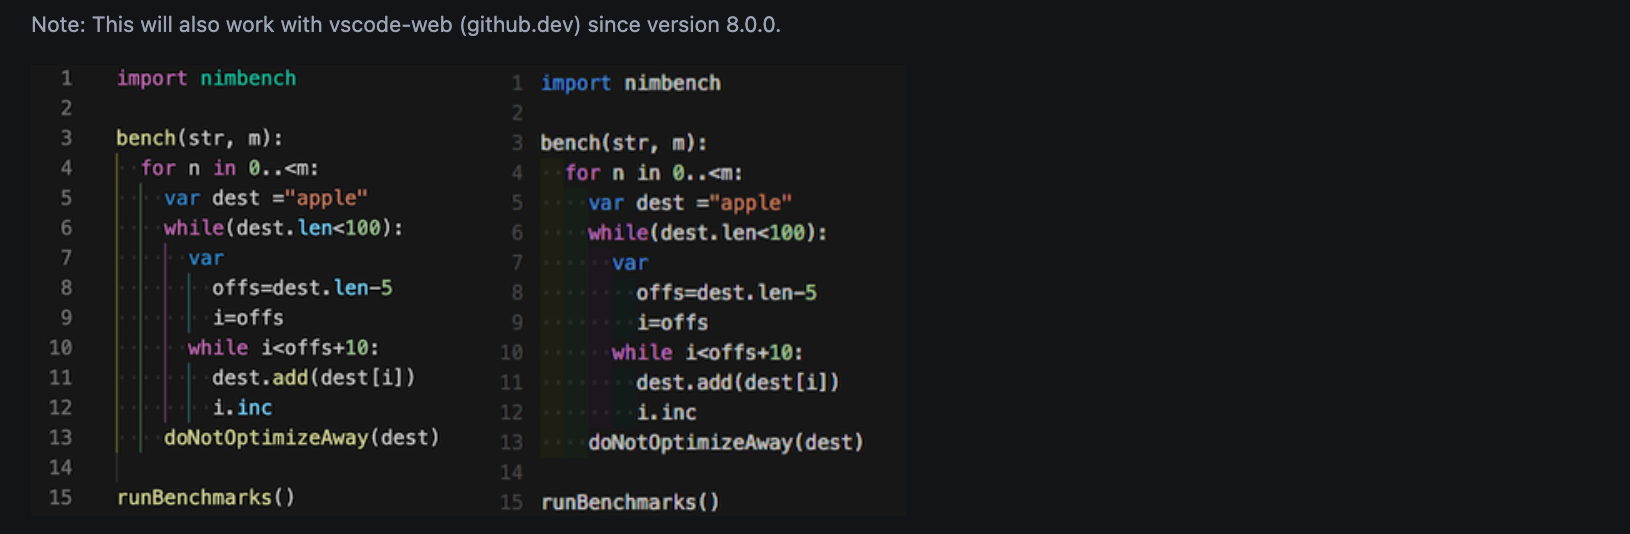 Note: This will also work with vscode-web (github.dev) since version 8.0.0.
1 import nimbench
2
3 bench(str, m):
4 for n in 0..<m:
5 var dest ="apple"
6 while(dest.len<100):
7 var
8 offs=dest.len-5
9 i=offs
10 while i<offs+10:
11 dest.add(dest[i])
12 i.inc
13 doNotOptimizeAway(dest)
14
15 runBenchmarks()
1 import nimbench
2
3 bench(str, m):
4 for n in 0..<m:
5 var dest ="apple"
6 while(dest.len<100):
7 var
8 offs=dest.len-5
9 i=offs
10 while i<offs+10:
11 dest.add(dest[i])
12 i.inc
13 doNotOptimizeAway(dest)
14
15 runBenchmarks()